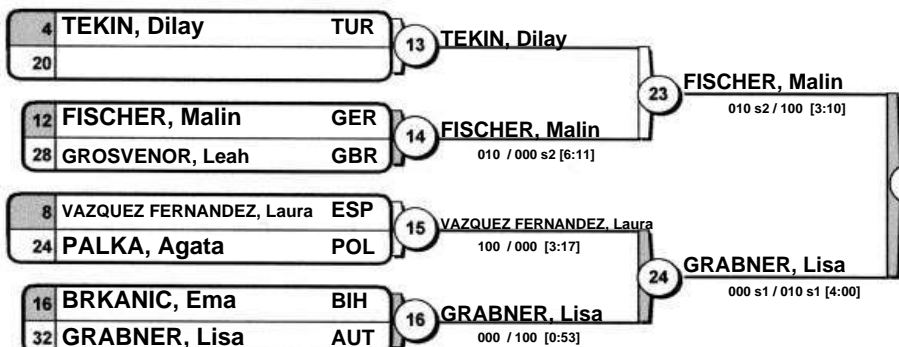 4 TEKIN, Dilay TUR
20
13 TEKIN, Dilay
12 FISCHER, Malin GER
28 GROSVENOR, Leah GBR
14 FISCHER, Malin
010 / 000 s2 [6:11]
23 FISCHER, Malin
010 s2 / 100 [3:10]
8 VAZQUEZ FERNANDEZ, Laura ESP
24 PALKA, Agata POL
15 VAZQUEZ FERNANDEZ, Laura
100 / 000 [3:17]
16 BRKANIC, Ema BIH
32 GRABNER, Lisa AUT
16 GRABNER, Lisa
000 / 100 [0:53]
24 GRABNER, Lisa
000 s1 / 010 s1 [4:00]